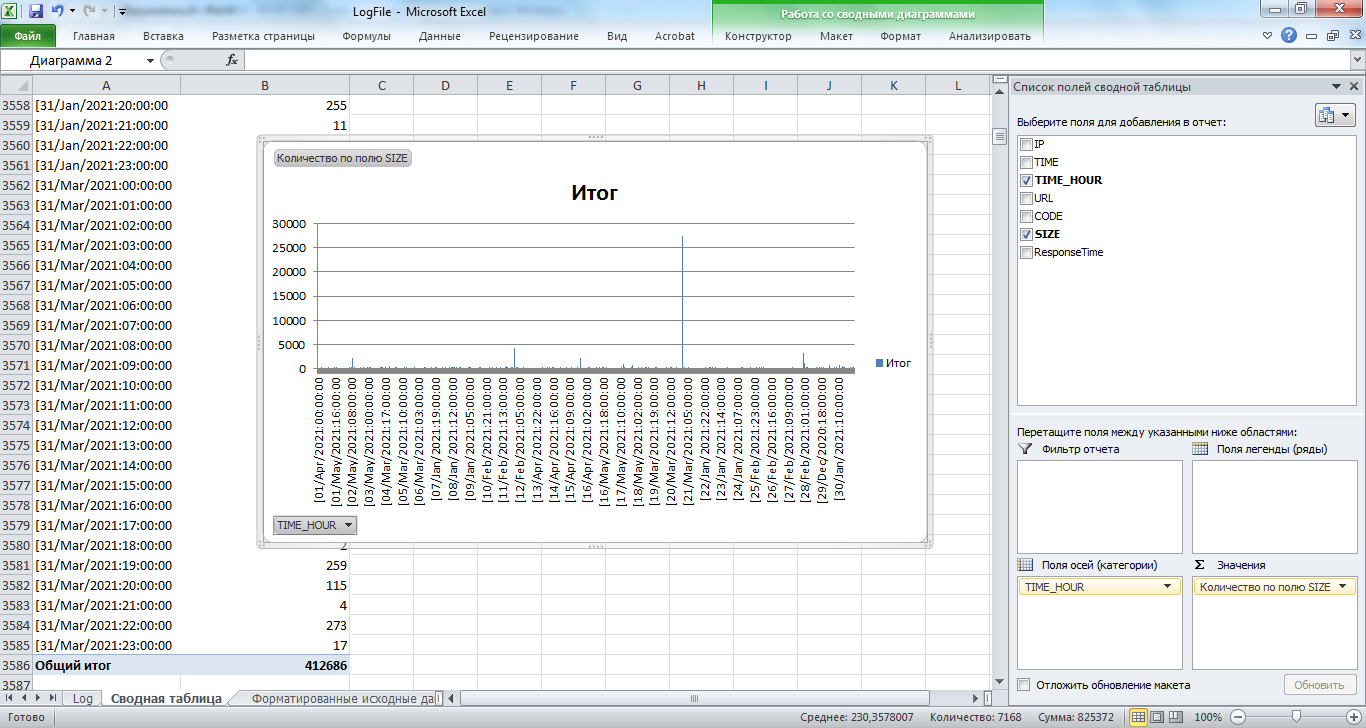 LogFile - Microsoft Excel
Работа со сводными диаграммами
Файл Главная Вставка Разметка страницы Формулы Данные Рецензирование Вид Acrobat Конструктор Макет Формат Анализировать
Диаграмма 2 fx
A B C D E F G H I J K L
3558 [31/Jan/2021:20:00:00 255
3559 [31/Jan/2021:21:00:00 11
3560 [31/Jan/2021:22:00:00
3561 [31/Jan/2021:23:00:00
3562 [31/Mar/2021:00:00:00
3563 [31/Mar/2021:01:00:00
3564 [31/Mar/2021:02:00:00
3565 [31/Mar/2021:03:00:00
3566 [31/Mar/2021:04:00:00
3567 [31/Mar/2021:05:00:00
3568 [31/Mar/2021:06:00:00
3569 [31/Mar/2021:07:00:00
3570 [31/Mar/2021:08:00:00
3571 [31/Mar/2021:09:00:00
3572 [31/Mar/2021:10:00:00
3573 [31/Mar/2021:11:00:00
3574 [31/Mar/2021:12:00:00
3575 [31/Mar/2021:13:00:00
3576 [31/Mar/2021:14:00:00
3577 [31/Mar/2021:15:00:00
3578 [31/Mar/2021:16:00:00
3579 [31/Mar/2021:17:00:00
3580 [31/Mar/2021:18:00:00 2
3581 [31/Mar/2021:19:00:00 259
3582 [31/Mar/2021:20:00:00 115
3583 [31/Mar/2021:21:00:00 4
3584 [31/Mar/2021:22:00:00 273
3585 [31/Mar/2021:23:00:00 17
3586 Общий итог 412686
3587
Количество по полю SIZE
Итог
30000
25000
20000
15000
10000
5000
0
[01/Apr/2021:00:00:00
[01/May/2021:16:00:00
[02/May/2021:08:00:00
[03/May/2021:00:00:00
[04/Mar/2021:17:00:00
[05/Mar/2021:10:00:00
[06/Mar/2021:03:00:00
[07/Jan/2021:19:00:00
[08/Jan/2021:12:00:00
[09/Jan/2021:05:00:00
[10/Feb/2021:21:00:00
[11/Feb/2021:13:00:00
[12/Feb/2021:05:00:00
[13/Apr/2021:22:00:00
[14/Apr/2021:16:00:00
[15/Apr/2021:09:00:00
[16/Apr/2021:02:00:00
[16/May/2021:18:00:00
[17/May/2021:10:00:00
[18/May/2021:02:00:00
[19/Mar/2021:19:00:00
[20/Mar/2021:12:00:00
[21/Mar/2021:05:00:00
[22/Jan/2021:22:00:00
[23/Jan/2021:14:00:00
[24/Jan/2021:07:00:00
[25/Feb/2021:23:00:00
[26/Feb/2021:16:00:00
[27/Feb/2021:09:00:00
[28/Feb/2021:01:00:00
[29/Dec/2020:18:00:00
[30/Jan/2021:10:00:00
Итог
TIME_HOUR
Список полей сводной таблицы
Выберите поля для добавления в отчет:
IP
TIME
TIME_HOUR
URL
CODE
SIZE
ResponseTime
Перетащите поля между указанными ниже областями:
Фильтр отчета Поля легенды (ряды)
Поля осей (категории) Σ Значения
TIME_HOUR Количество по полю SIZE
Отложить обновление макета Обновить
Log Сводная таблица Форматированные исходные да
Готово Среднее: 230,3578007 Количество: 7168 Сумма: 825372 100%